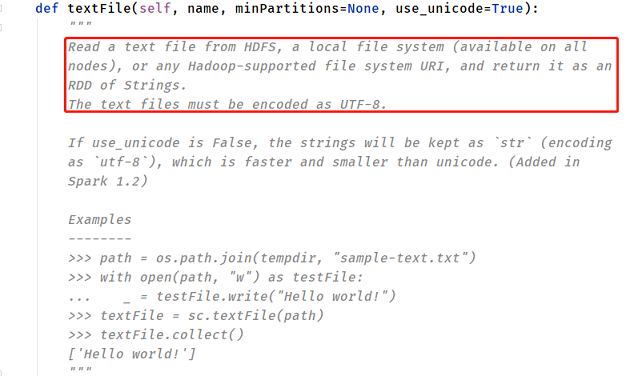 def textFile(self, name, minPartitions=None, use_unicode=True):
"""
Read a text file from HDFS, a local file system (available on all
nodes), or any Hadoop-supported file system URI, and return it as an
RDD of Strings.
The text files must be encoded as UTF-8.
If use_unicode is False, the strings will be kept as `str` (encoding
as `utf-8`), which is faster and smaller than unicode. (Added in
Spark 1.2)
Examples
--------
>>> path = os.path.join(tempdir, "sample-text.txt")
>>> with open(path, "w") as testFile:
...    _ = testFile.write("Hello world!")
>>> textFile = sc.textFile(path)
>>> textFile.collect()
['Hello world!']
"""